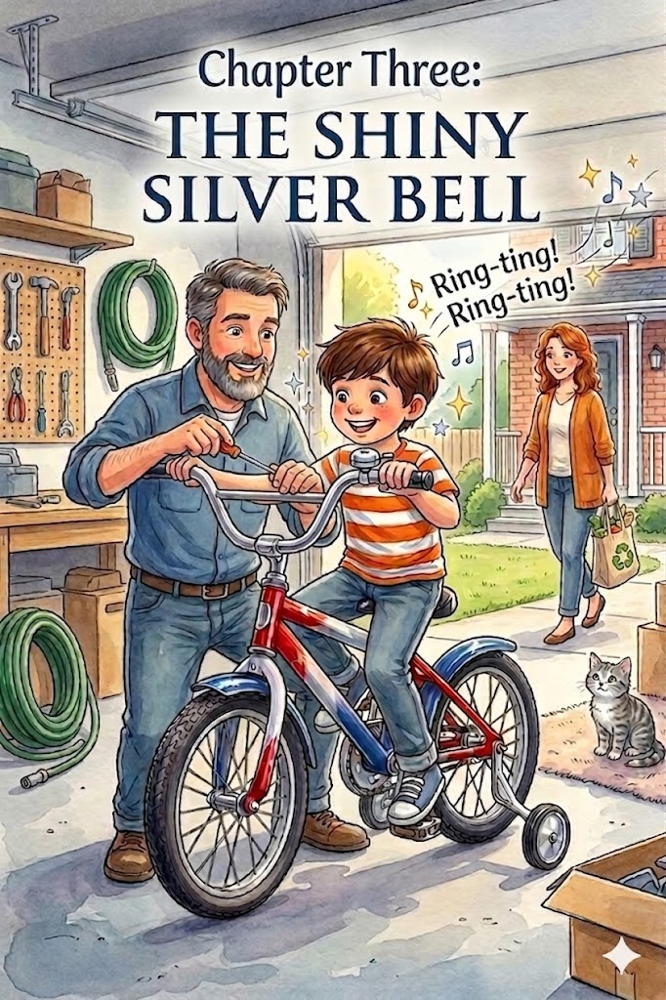 Chapter Three:
THE SHINY
SILVER BELL
Ring-ting!
Ring-ting!